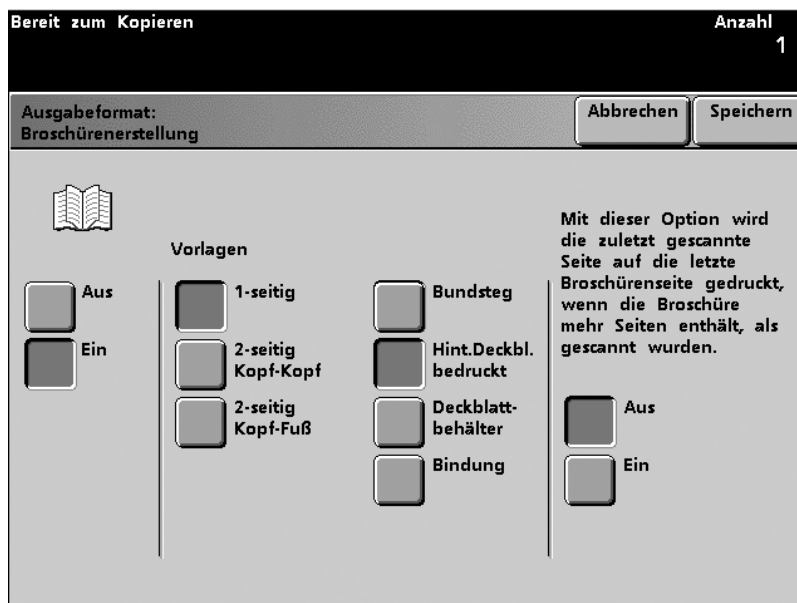 Bereit zum Kopieren
Anzahl
1
Ausgabeformat:
Broschürenerstellung
Abbrechen
Speichern
Vorlagen
Aus
Ein
1-seitig
2-seitig
Kopf-Kopf
2-seitig
Kopf-Fuß
Bundsteg
Hint.Deckbl.
bedruckt
Deckblatt-
behälter
Bindung
Mit dieser Option wird
die zuletzt gescannte
Seite auf die letzte
Broschürenseite gedruckt,
wenn die Broschüre
mehr Seiten enthält, als
gescannt wurden.
Aus
Ein